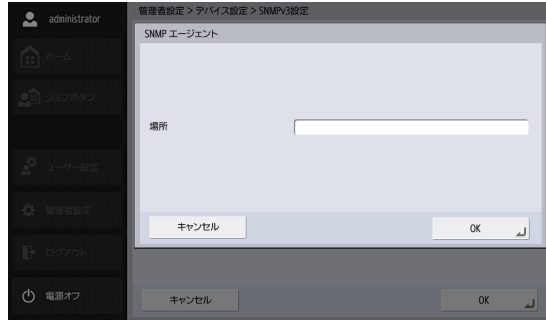 administrator
管理者設定 > デバイス設定 > SNMPv3設定
SNMP エージェント
ホーム
ジョブボタン
場所
ユーザー設定
管理者設定
キャンセル
OK
ログアウト
電源オフ
キャンセル
OK